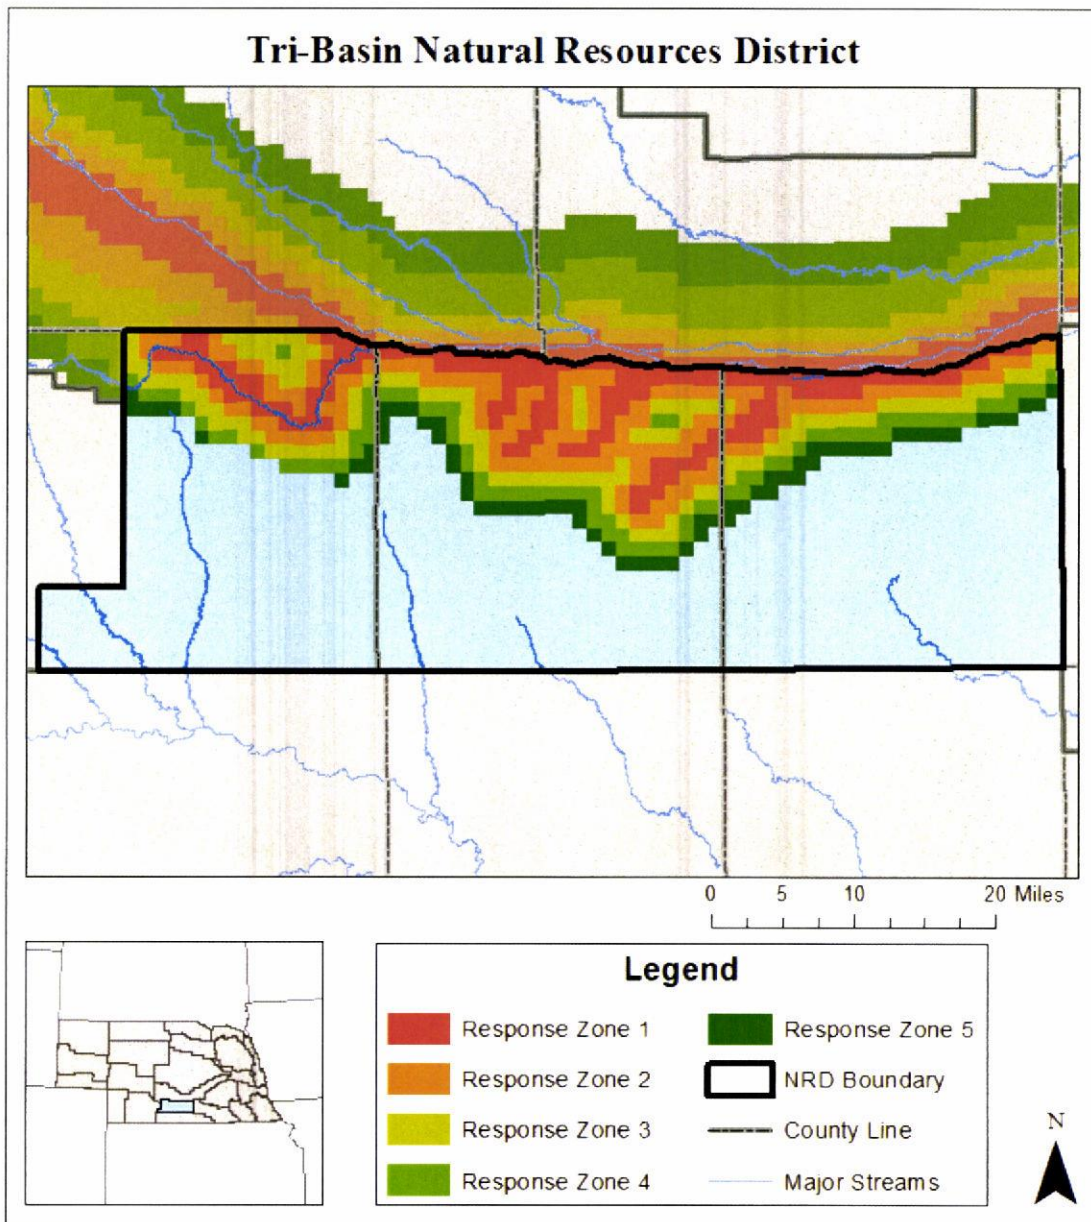 Tri-Basin Natural Resources District
0 5 10 20 Miles
Legend
Response Zone 1
Response Zone 2
Response Zone 3
Response Zone 4
Response Zone 5
NRD Boundary
County Line
Major Streams
N